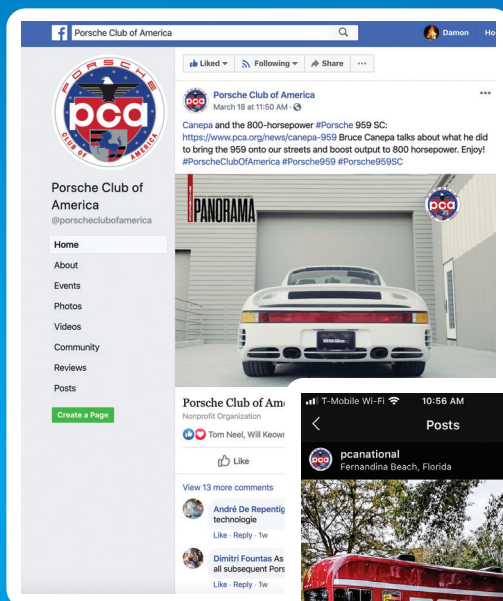 Porsche Club of America
Damon
Ho
PORSCHE
pca
CLUB OF AMERICA
Porsche Club of
America
@porscheclubofamerica
Home
About
Events
Photos
Videos
Community
Reviews
Posts
Create a Page
Liked
Following
Share
Porsche Club of America
March 18 at 11:50 AM
Canepa and the 800-horsepower #Porsche 959 SC:
https://www.pca.org/news/canepa-959 Bruce Canepa talks about what he did
to bring the 959 onto our streets and boost output to 800 horsepower. Enjoy!
#PorscheClubOfAmerica #Porsche959 #Porsche959SC
PANORAMA
pca
Porsche Club of Am
Nonprofit Organization
Tom Neel, Will Keowr
Like
View 13 more comments
André De Repentig
technologie
Like · Reply · 1w
Dimitri Fountas As
all subsequent Pors
Like · Reply · 1w
T-Mobile Wi-Fi
10:56 AM
Posts
pcanational
Fernandina Beach, Florida